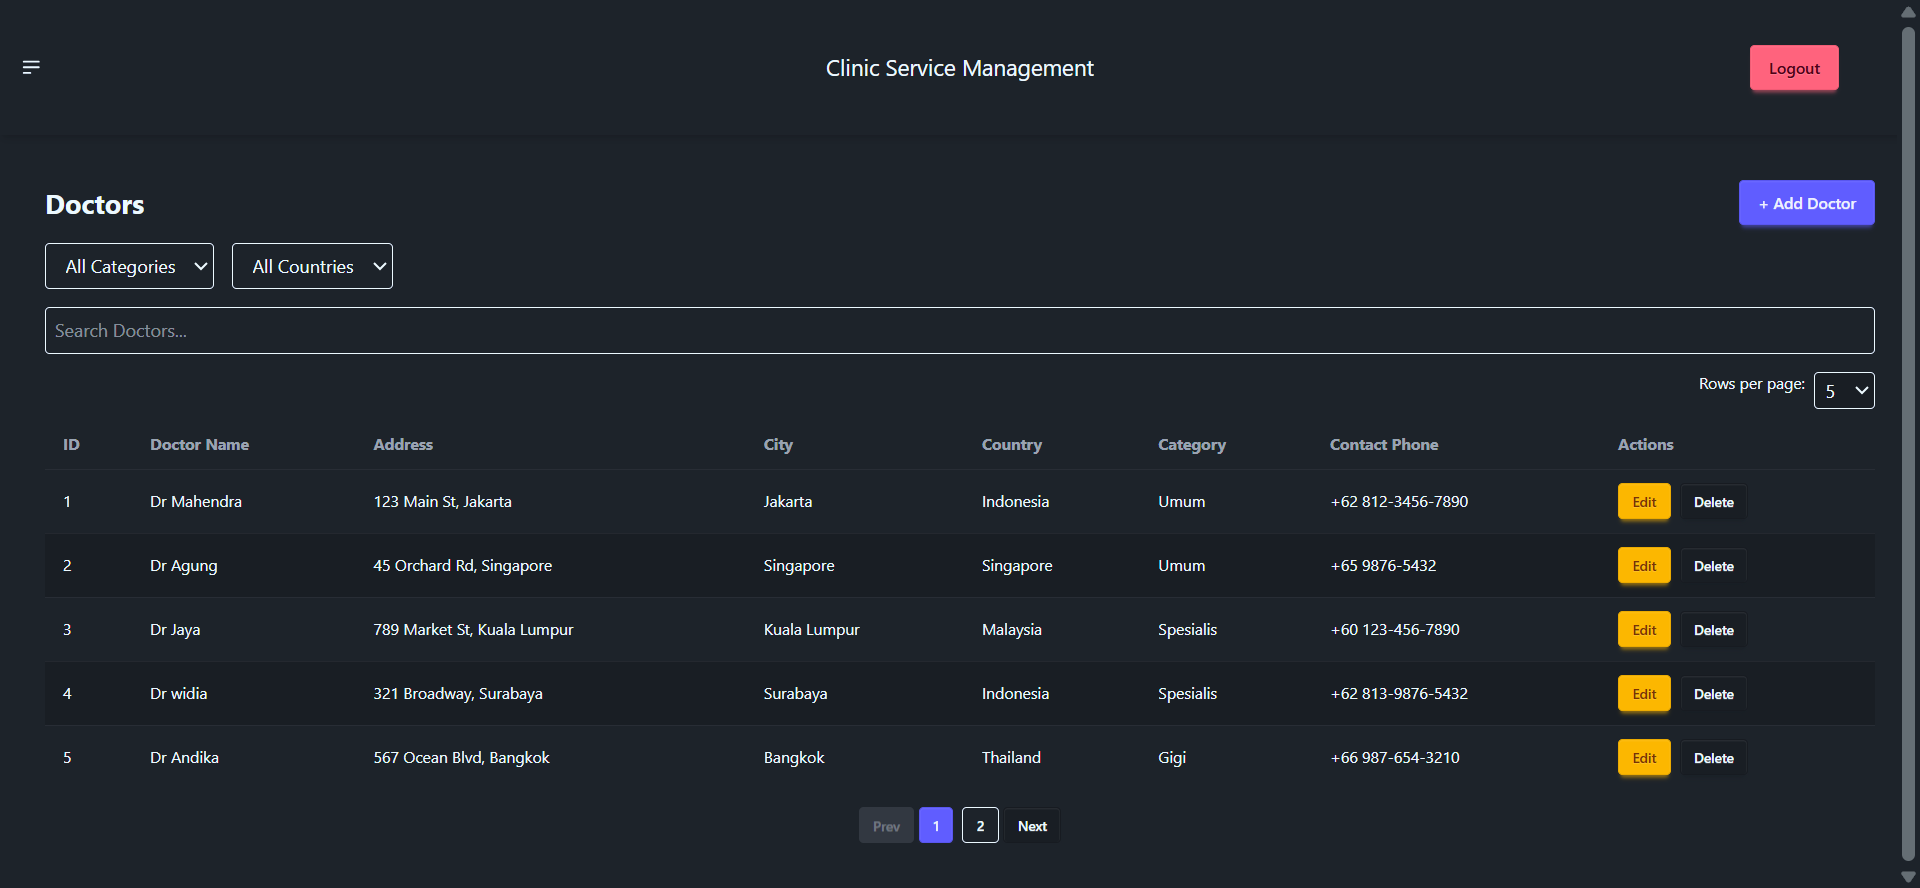 Clinic Service Management
Logout
Doctors
+ Add Doctor
All Categories All Countries
Search Doctors...
Rows per page: 5
ID Doctor Name Address City Country Category Contact Phone Actions
1 Dr Mahendra 123 Main St, Jakarta Jakarta Indonesia Umum +62 812-3456-7890 Edit Delete
2 Dr Agung 45 Orchard Rd, Singapore Singapore Singapore Umum +65 9876-5432 Edit Delete
3 Dr Jaya 789 Market St, Kuala Lumpur Kuala Lumpur Malaysia Spesialis +60 123-456-7890 Edit Delete
4 Dr widia 321 Broadway, Surabaya Surabaya Indonesia Spesialis +62 813-9876-5432 Edit Delete
5 Dr Andika 567 Ocean Blvd, Bangkok Bangkok Thailand Gigi +66 987-654-3210 Edit Delete
Prev 1 2 Next